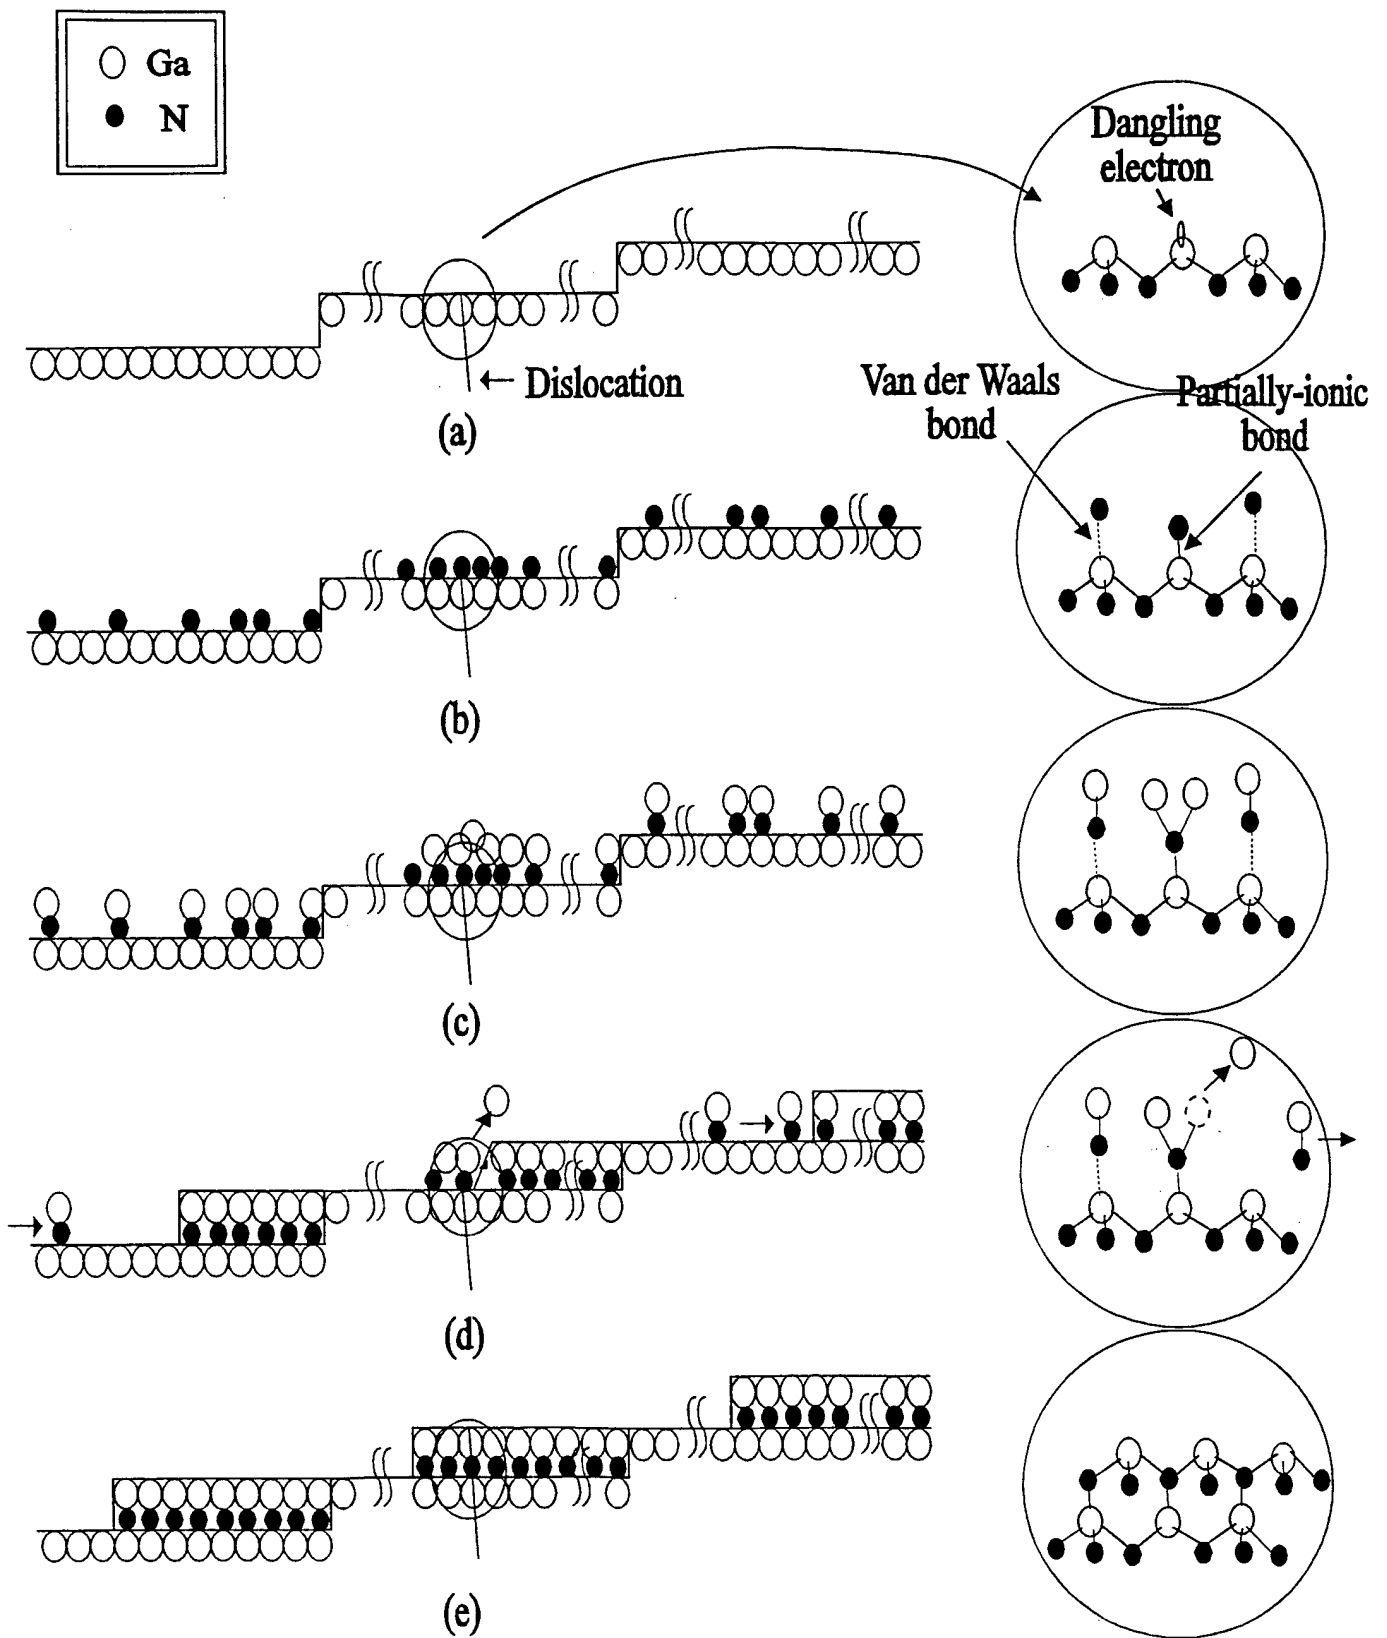 Ga
N
Dangling
electron
Dislocation
(a)
Van der Waals
bond
Partially-ionic
bond
(b)
(c)
(d)
(e)